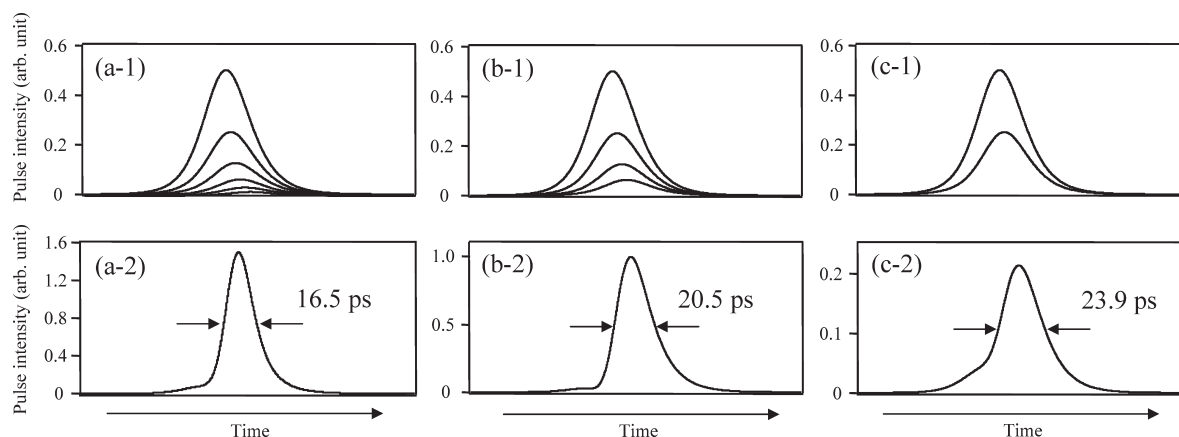 Pulse intensity (arb. unit)
0.6
0.4
0.2
0
(a-1)
0.6
0.4
0.2
0
(b-1)
0.6
0.4
0.2
0
(c-1)
Pulse intensity (arb. unit)
1.6
1.2
0.8
0.4
0
(a-2)
16.5 ps
Time
1.0
0.5
0
(b-2)
20.5 ps
Time
0.2
0.1
0
(c-2)
23.9 ps
Time